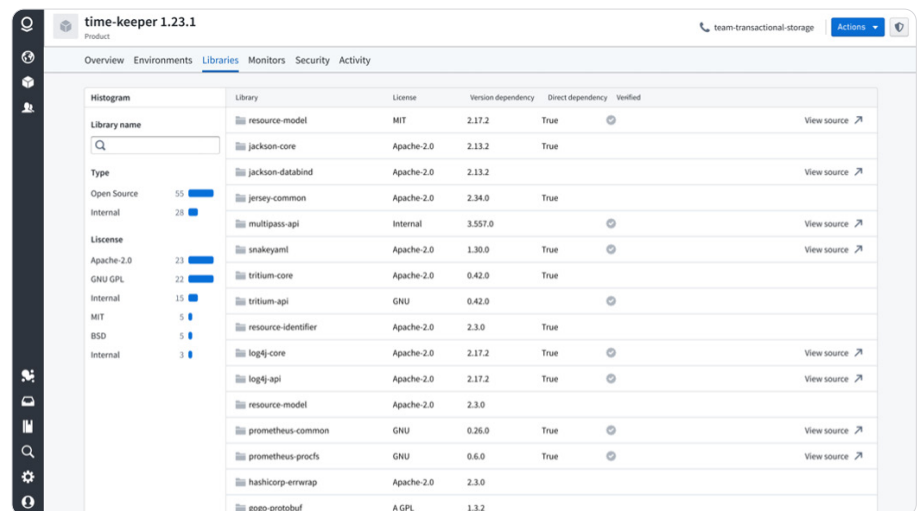 time-keeper 1.23.1
Product
team-transactional-storage
Actions
Overview Environments Libraries Monitors Security Activity
Histogram
Library name
Type
Open Source 55
Internal 28
Liscense
Apache-2.0 23
GNU GPL 22
Internal 15
MIT 5
BSD 5
Internal 3
Library License Version dependency Direct dependency Verified
resource-model MIT 2.17.2 True View source
jackson-core Apache-2.0 2.13.2 True
jackson-databind Apache-2.0 2.13.2 View source
jersey-common Apache-2.0 2.34.0 True
multipass-api Internal 3.557.0 View source
snakeyaml Apache-2.0 1.30.0 True View source
tritium-core Apache-2.0 0.42.0 True
tritium-api GNU 0.42.0
resource-identifier Apache-2.0 2.3.0 True
log4j-core Apache-2.0 2.17.2 True View source
log4j-api Apache-2.0 2.17.2 True View source
resource-model Apache-2.0 2.3.0
prometheus-common GNU 0.26.0 True View source
prometheus-procfs GNU 0.6.0 True View source
hashicorp-errwrap Apache-2.0 2.3.0
gogo-protobuf A GPL 1.3.2